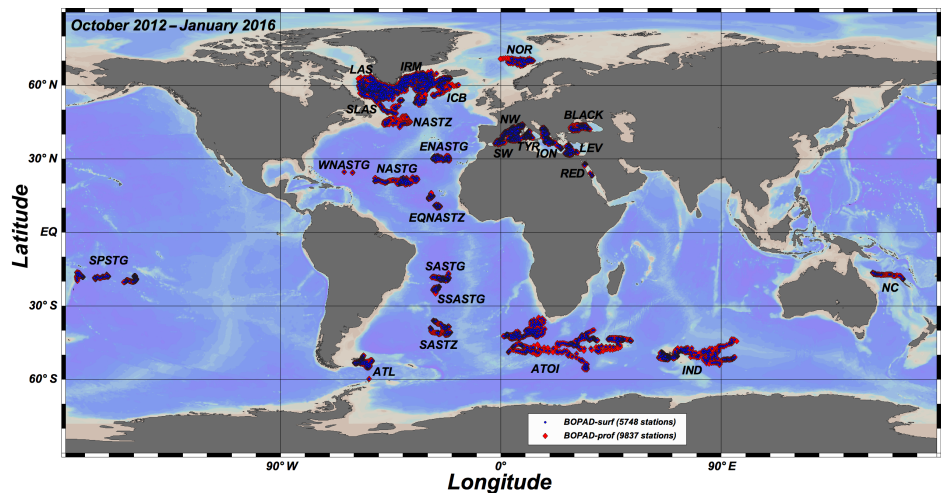 October 2012 – January 2016
NOR
LAS
IRM
60° N
ICB
SLAS
NASTZ
NW
BLACK
ENASTG
SW
TYR
ION
LEV
30° N
WNASTG
NASTG
RED
EQNASTZ
EQ
SPSTG
SASTG
NC
SSASTG
30° S
SASTZ
ATL
ATOI
IND
60° S
BOPAD-surf (5748 stations)
BOPAD-prof (9837 stations)
90° W
0°
90° E
Latitude
Longitude